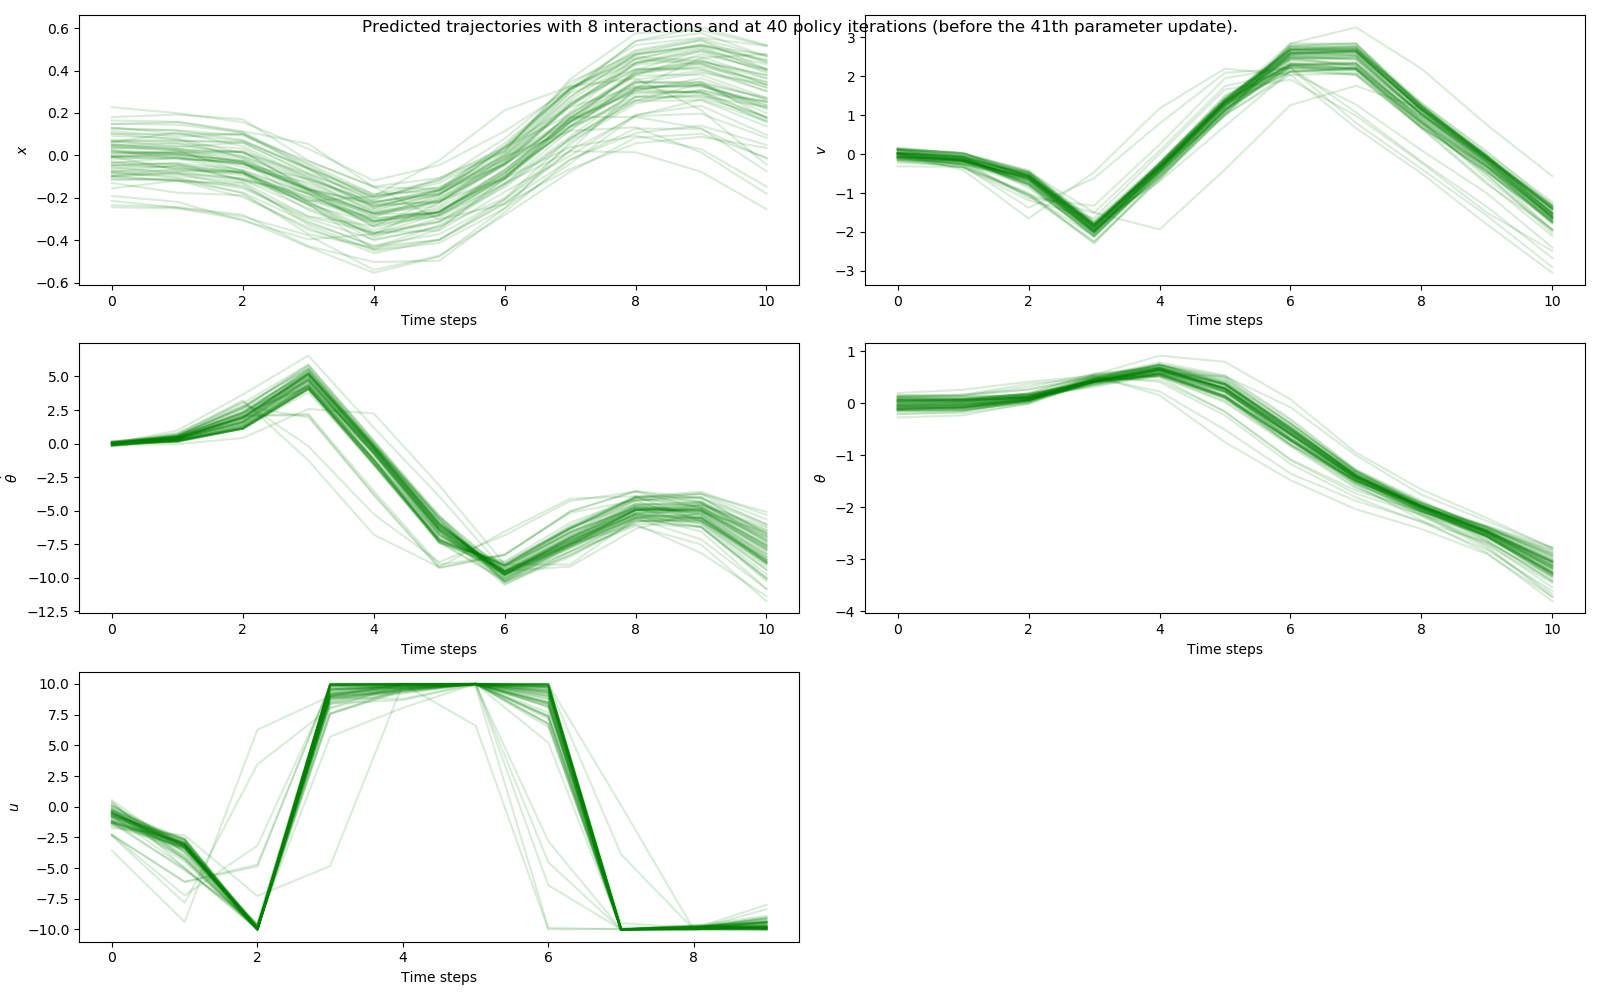 Predicted trajectories with 8 interactions and at 40 policy iterations (before the 41th parameter update).
0.6
0.4
0.2
0.0
−0.2
−0.4
−0.6
x
0 2 4 6 8 10
Time steps
3
2
1
0
−1
−2
−3
v
0 2 4 6 8 10
Time steps
5.0
2.5
0.0
−2.5
−5.0
−7.5
−10.0
−12.5
θ̇
0 2 4 6 8 10
Time steps
1
0
−1
−2
−3
−4
θ
0 2 4 6 8 10
Time steps
10.0
7.5
5.0
2.5
0.0
−2.5
−5.0
−7.5
−10.0
u
0 2 4 6 8
Time steps